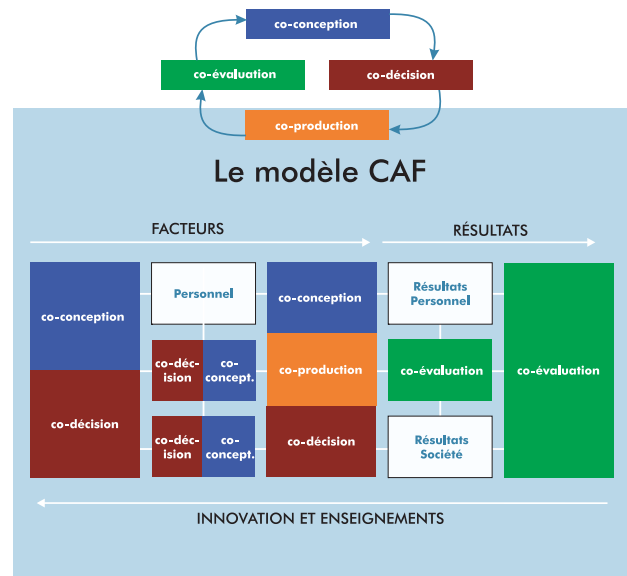 co-conception
co-évaluation
co-décision
co-production
Le modèle CAF
FACTEURS
RÉSULTATS
co-conception
co-décision
Personnel
co-déc-
ision
co-
concept.
co-déc-
ision
co-
concept.
co-conception
co-production
co-décision
Résultats
Personnel
co-évaluation
Résultats
Société
co-évaluation
INNOVATION ET ENSEIGNEMENTS